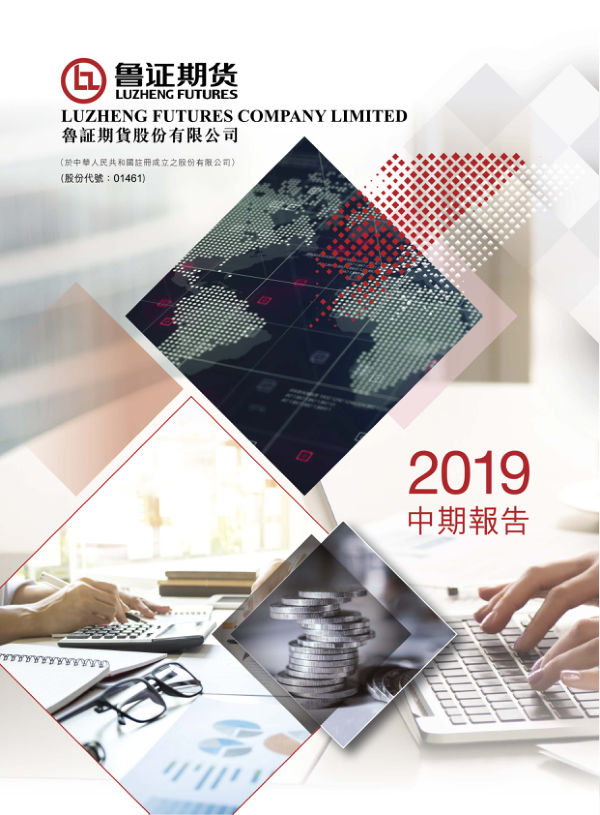 鲁证期货
LUZHENG FUTURES
LUZHENG FUTURES COMPANY LIMITED
魯証期貨股份有限公司
(於中華人民共和國註冊成立之股份有限公司)
(股份代號：01461)
2019
中期報告